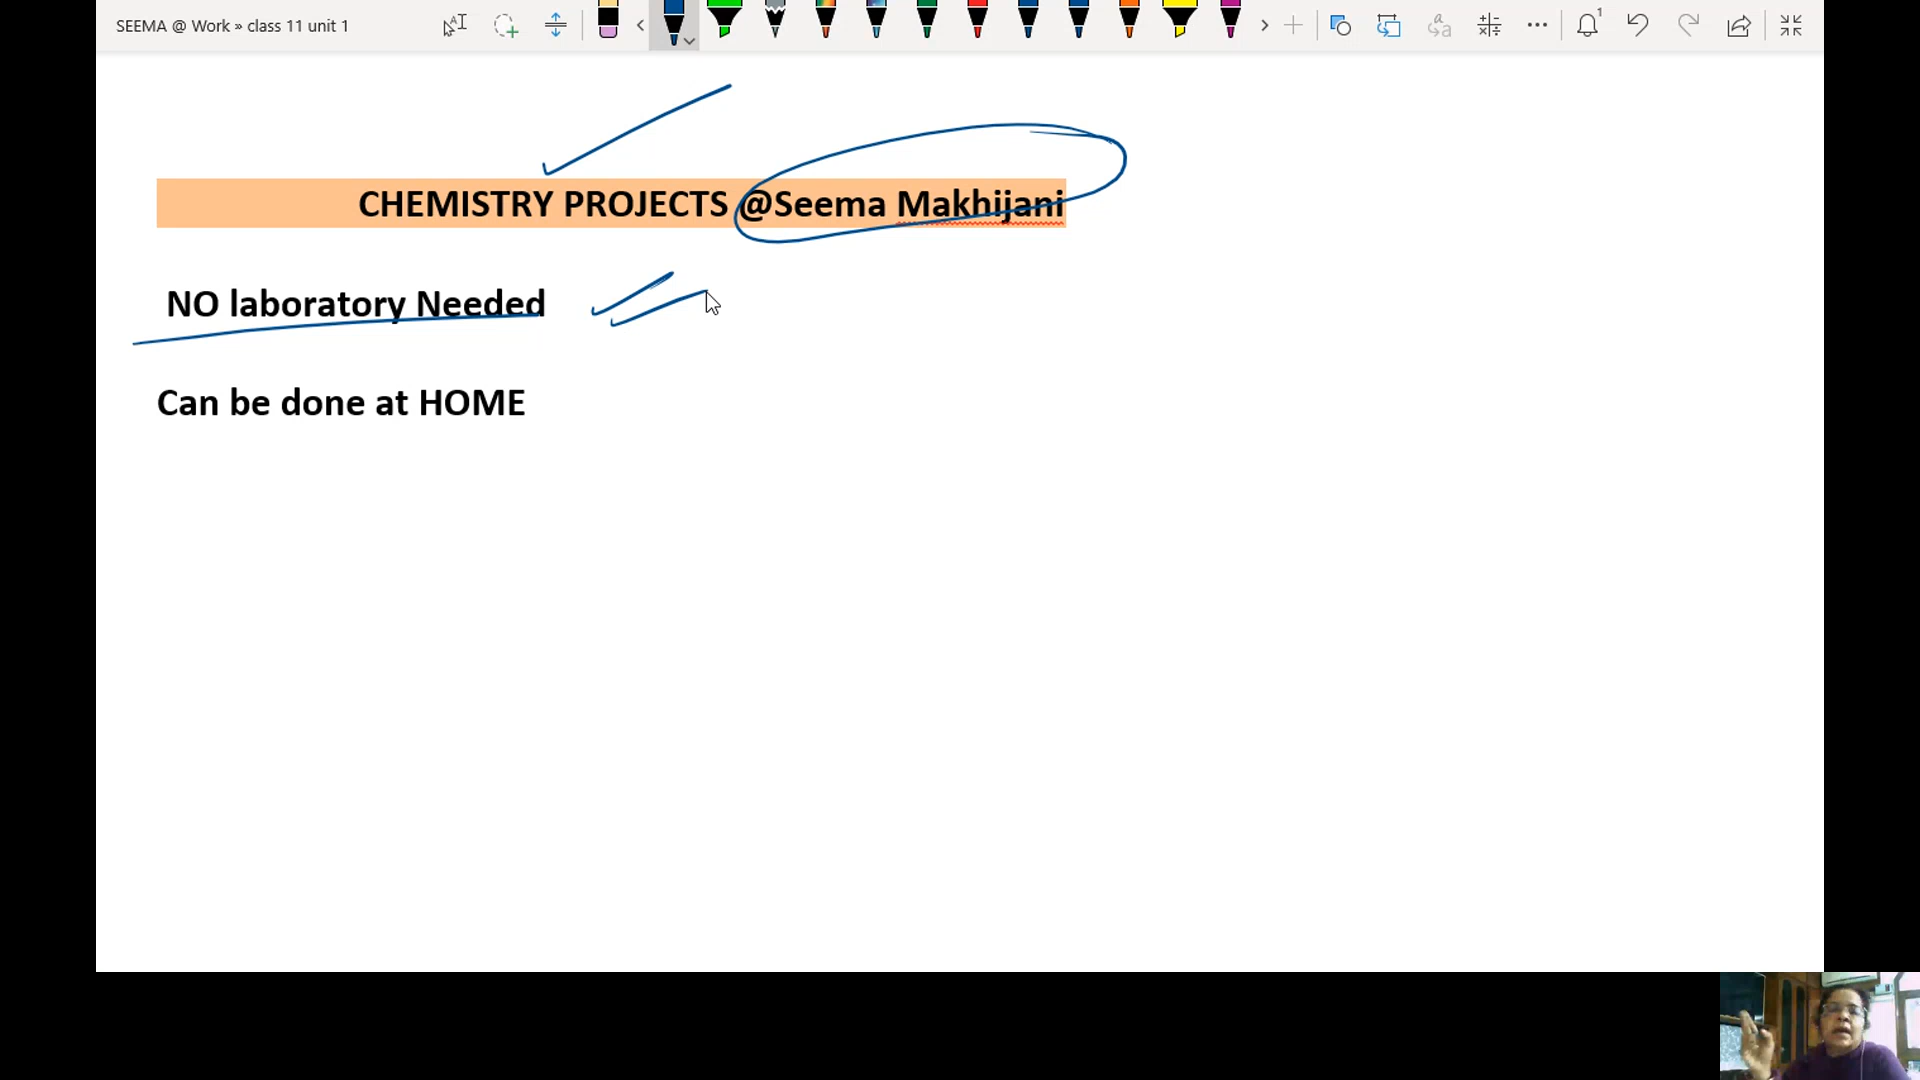 SEEMA @ Work » class 11 unit 1
CHEMISTRY PROJECTS @Seema Makhijani
NO laboratory Needed
Can be done at HOME